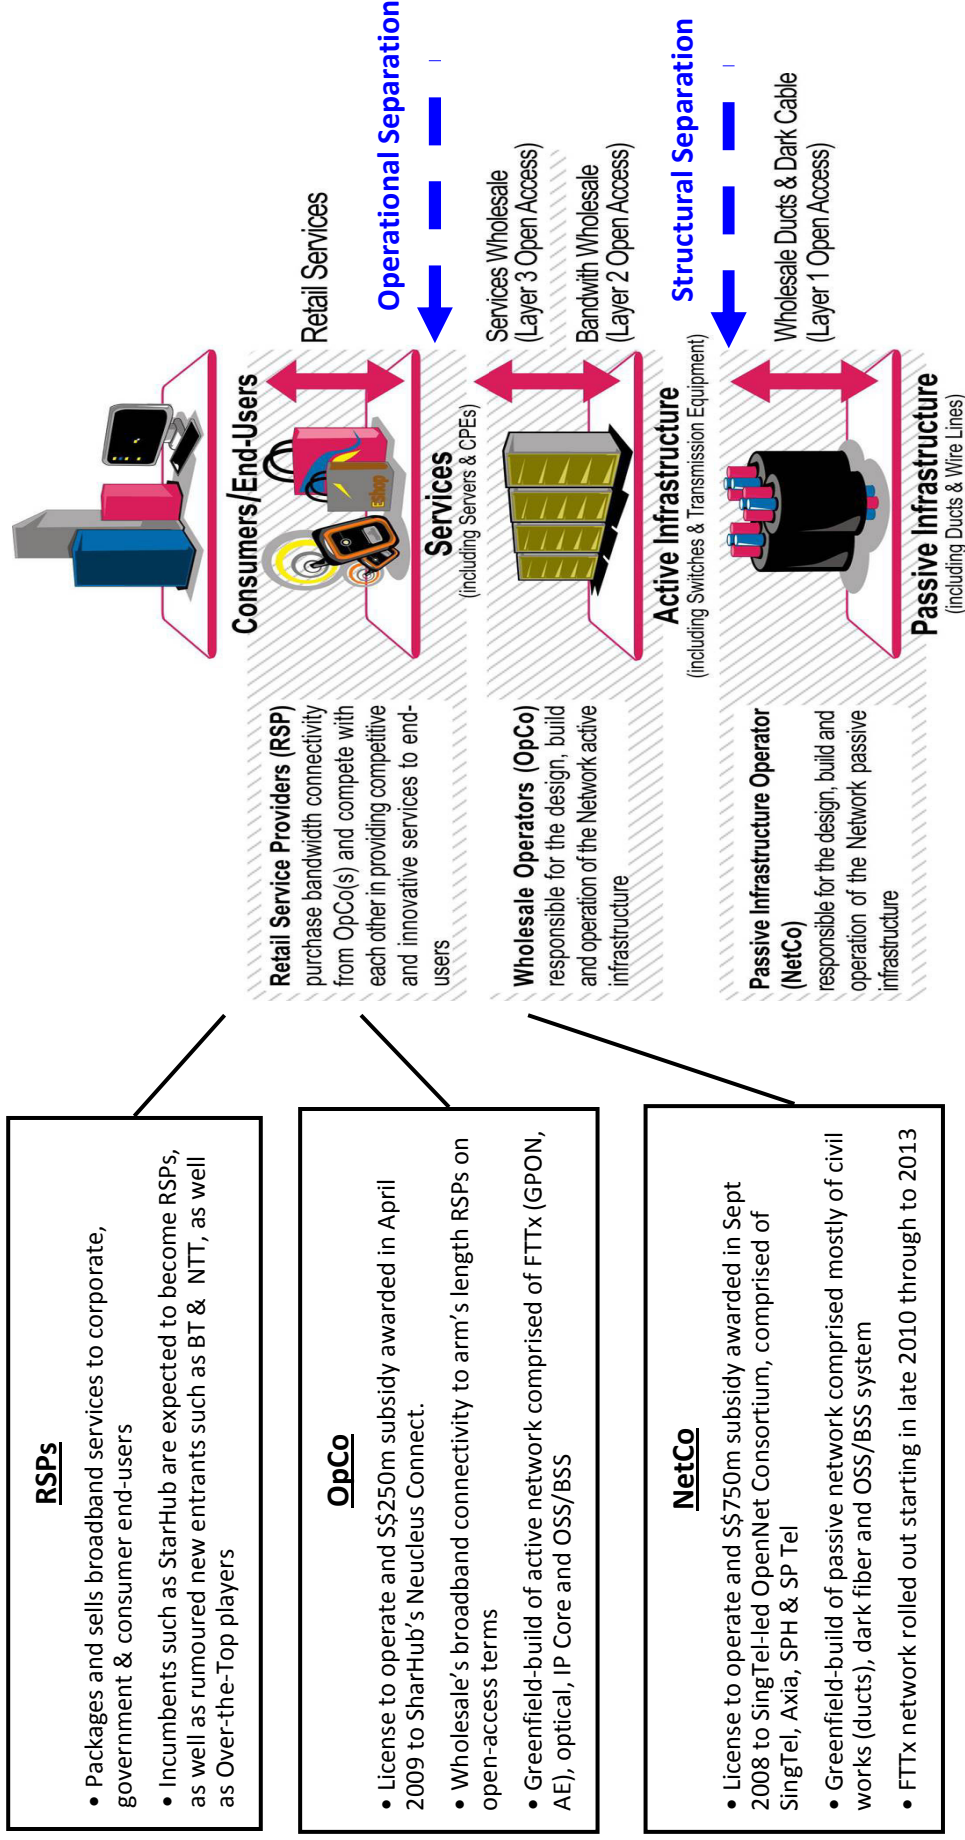 RSPs
• Packages and sells broadband services to corporate,
government & consumer end-users
• Incumbents such as StarHub are expected to become RSPs,
as well as rumoured new entrants such as BT & NTT, as well
as Over-the-Top players
OpCo
• License to operate and S$250m subsidy awarded in April
2009 to SharHub’s Neucleus Connect.
• Wholesale’s broadband connectivity to arm’s length RSPs on
open-access terms
• Greenfield-build of active network comprised of FTTx (GPON,
AE), optical, IP Core and OSS/BSS
NetCo
• License to operate and S$750m subsidy awarded in Sept
2008 to SingTel-led OpenNet Consortium, comprised of
SingTel, Axia, SPH & SP Tel
• Greenfield-build of passive network comprised mostly of civil
works (ducts), dark fiber and OSS/BSS system
• FTTx network rolled out starting in late 2010 through to 2013
Retail Service Providers (RSP)
purchase bandwidth connectivity
from OpCo(s) and compete with
each other in providing competitive
and innovative services to end-
users
Wholesale Operators (OpCo)
responsible for the design, build
and operation of the Network active
infrastructure
Passive Infrastructure Operator
(NetCo)
responsible for the design, build and
operation of the Network passive
infrastructure
Consumers/End-Users
Eshop
Services
(including Servers & CPEs)
Active Infrastructure
(including Switches & Transmission Equipment)
Passive Infrastructure
(including Ducts & Wire Lines)
Retail Services
Operational Separation
Services Wholesale
(Layer 3 Open Access)
Bandwith Wholesale
(Layer 2 Open Access)
Structural Separation
Wholesale Ducts & Dark Cable
(Layer 1 Open Access)